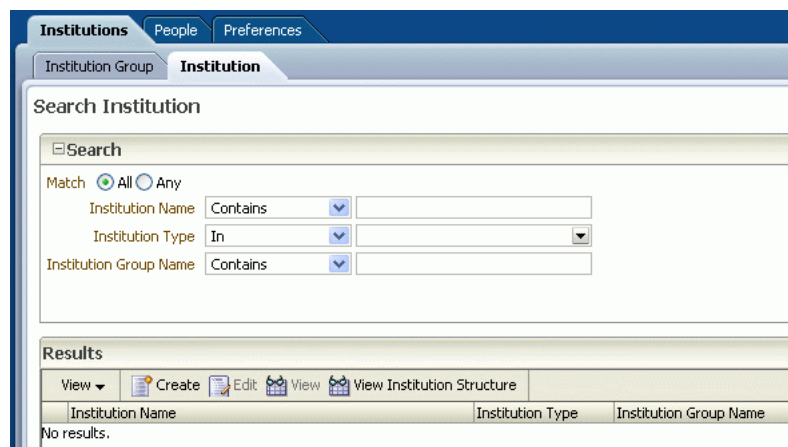 Institutions People Preferences
Institution Group Institution
Search Institution
Search
Match All Any
Institution Name Contains
Institution Type In
Institution Group Name Contains
Results
View Create Edit View View Institution Structure
Institution Name Institution Type Institution Group Name
No results.